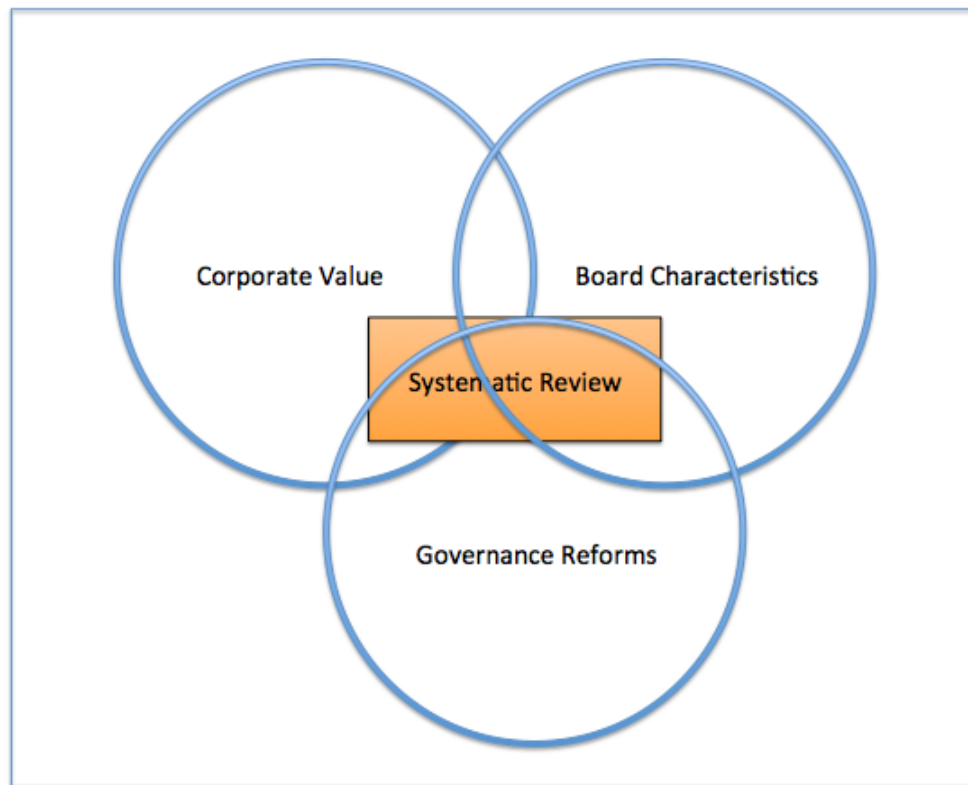 Corporate Value
Board Characteristics
Systematic Review
Governance Reforms